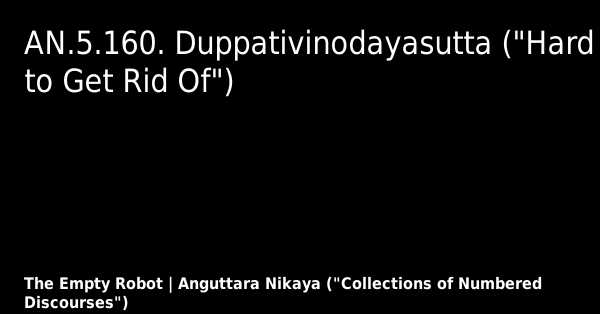 AN.5.160. Duppativinodayasutta ("Hard
to Get Rid Of")
The Empty Robot | Anguttara Nikaya ("Collections of Numbered
Discourses")